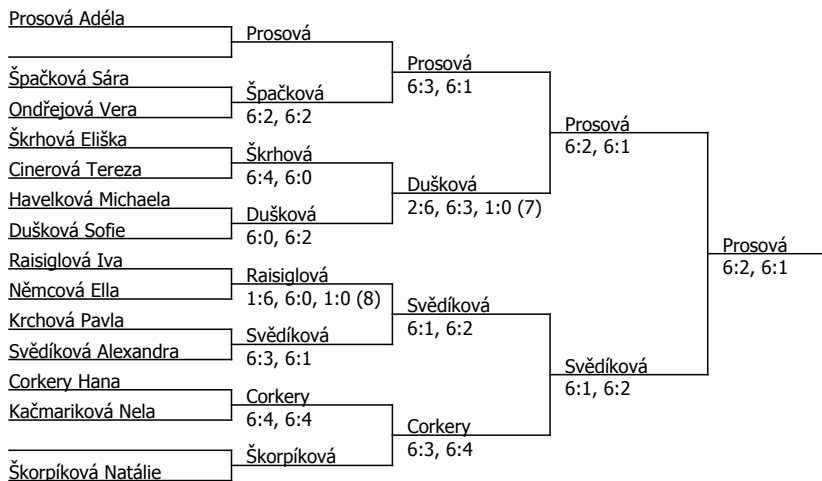 Prosová Adéla
Prosová
Prosová
6:3, 6:1
Špačková Sára
Špačková
6:2, 6:2
Ondřejová Vera
Prosová
6:2, 6:1
Škrhová Eliška
Škrhová
6:4, 6:0
Cinerová Tereza
Dušková
2:6, 6:3, 1:0 (7)
Havelková Michaela
Dušková
6:0, 6:2
Dušková Sofie
Prosová
6:2, 6:1
Raisiglová Iva
Raisiglová
1:6, 6:0, 1:0 (8)
Němcová Ella
Svědíková
6:1, 6:2
Krchová Pavla
Svědíková
6:3, 6:1
Svědíková Alexandra
Svědíková
6:1, 6:2
Corkery Hana
Corkery
6:4, 6:4
Kačmariková Nela
Corkery
6:3, 6:4
Škorpíková
Škorpíková Natálie